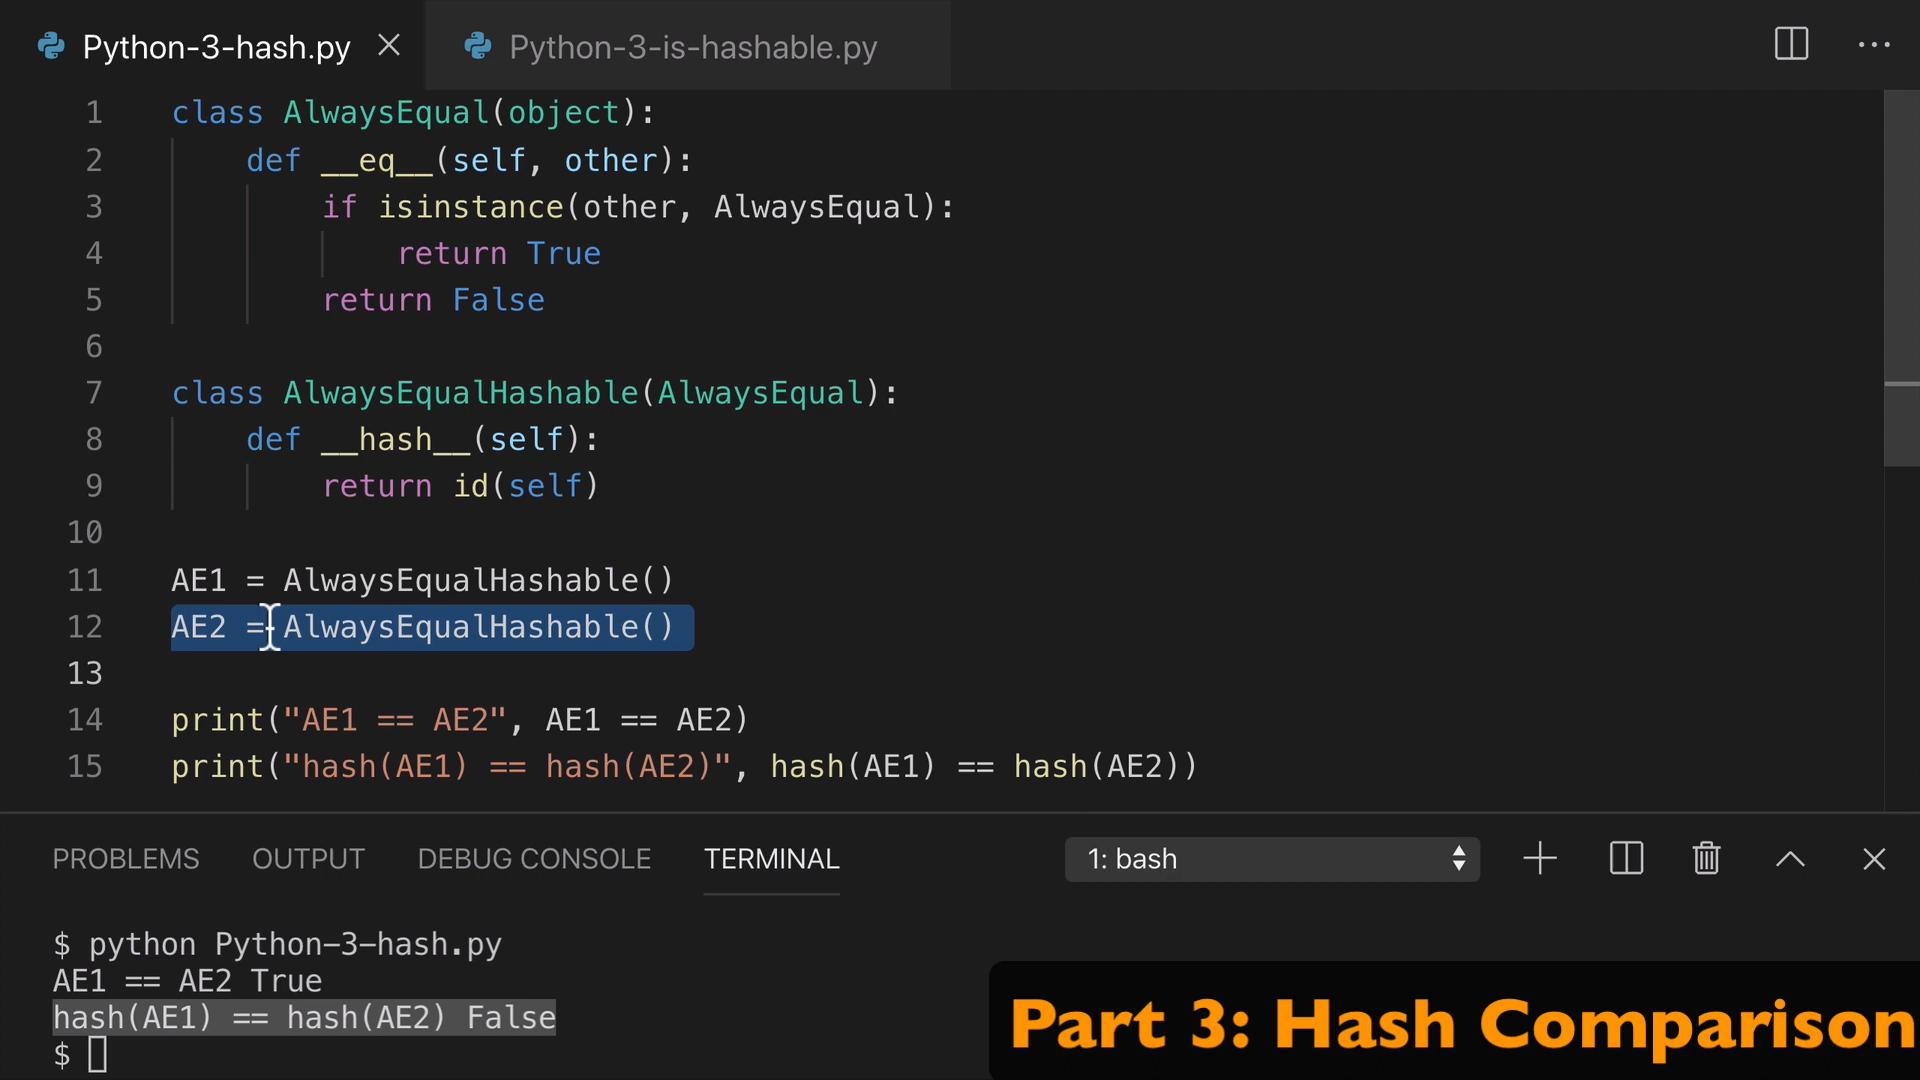 Python-3-hash.py
Python-3-is-hashable.py
1 class AlwaysEqual(object):
2 def __eq__(self, other):
3 if isinstance(other, AlwaysEqual):
4 return True
5 return False
6
7 class AlwaysEqualHashable(AlwaysEqual):
8 def __hash__(self):
9 return id(self)
10
11 AE1 = AlwaysEqualHashable()
12 AE2 = AlwaysEqualHashable()
13
14 print("AE1 == AE2", AE1 == AE2)
15 print("hash(AE1) == hash(AE2)", hash(AE1) == hash(AE2))
PROBLEMS OUTPUT DEBUG CONSOLE TERMINAL 1: bash
$ python Python-3-hash.py
AE1 == AE2 True
hash(AE1) == hash(AE2) False
$
Part 3: Hash Comparison